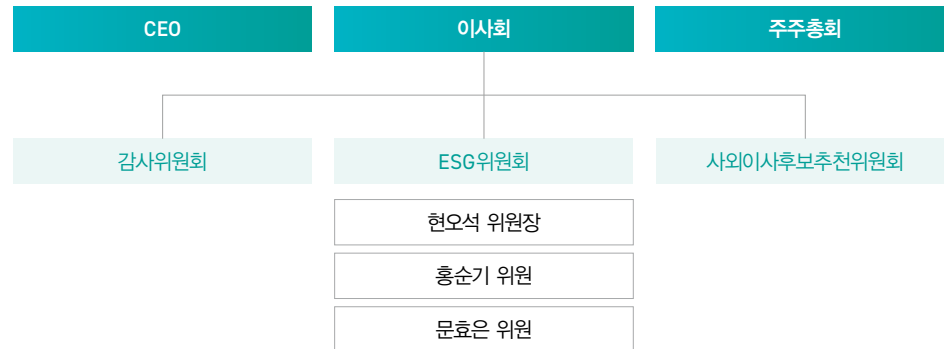 CEO
이사회
주주총회
감사위원회
ESG위원회
사외이사후보추천위원회
현오석 위원장
홍순기 위원
문효은 위원